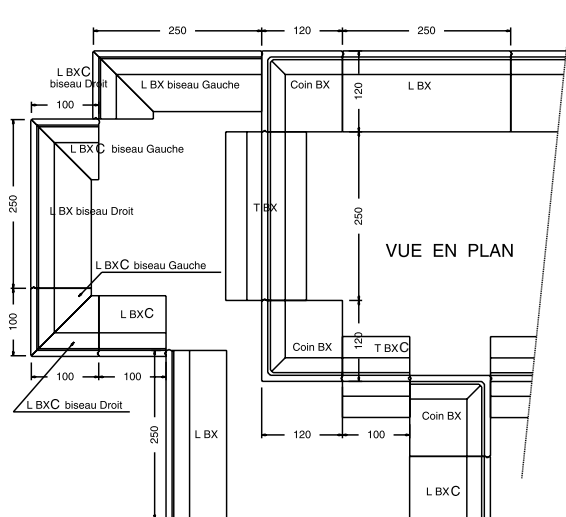 250 120 250
L BXC
biseau Droit
L BX biseau Gauche
Coin BX
L BX
120
100
L BXC biseau Gauche
250
L BX biseau Droit
T BX
250
VUE EN PLAN
L BXC biseau Gauche
100
L BXC
Coin BX
120
T BXC
100 100
L BXC biseau Droit
250
L BX
120 100
Coin BX
L BXC